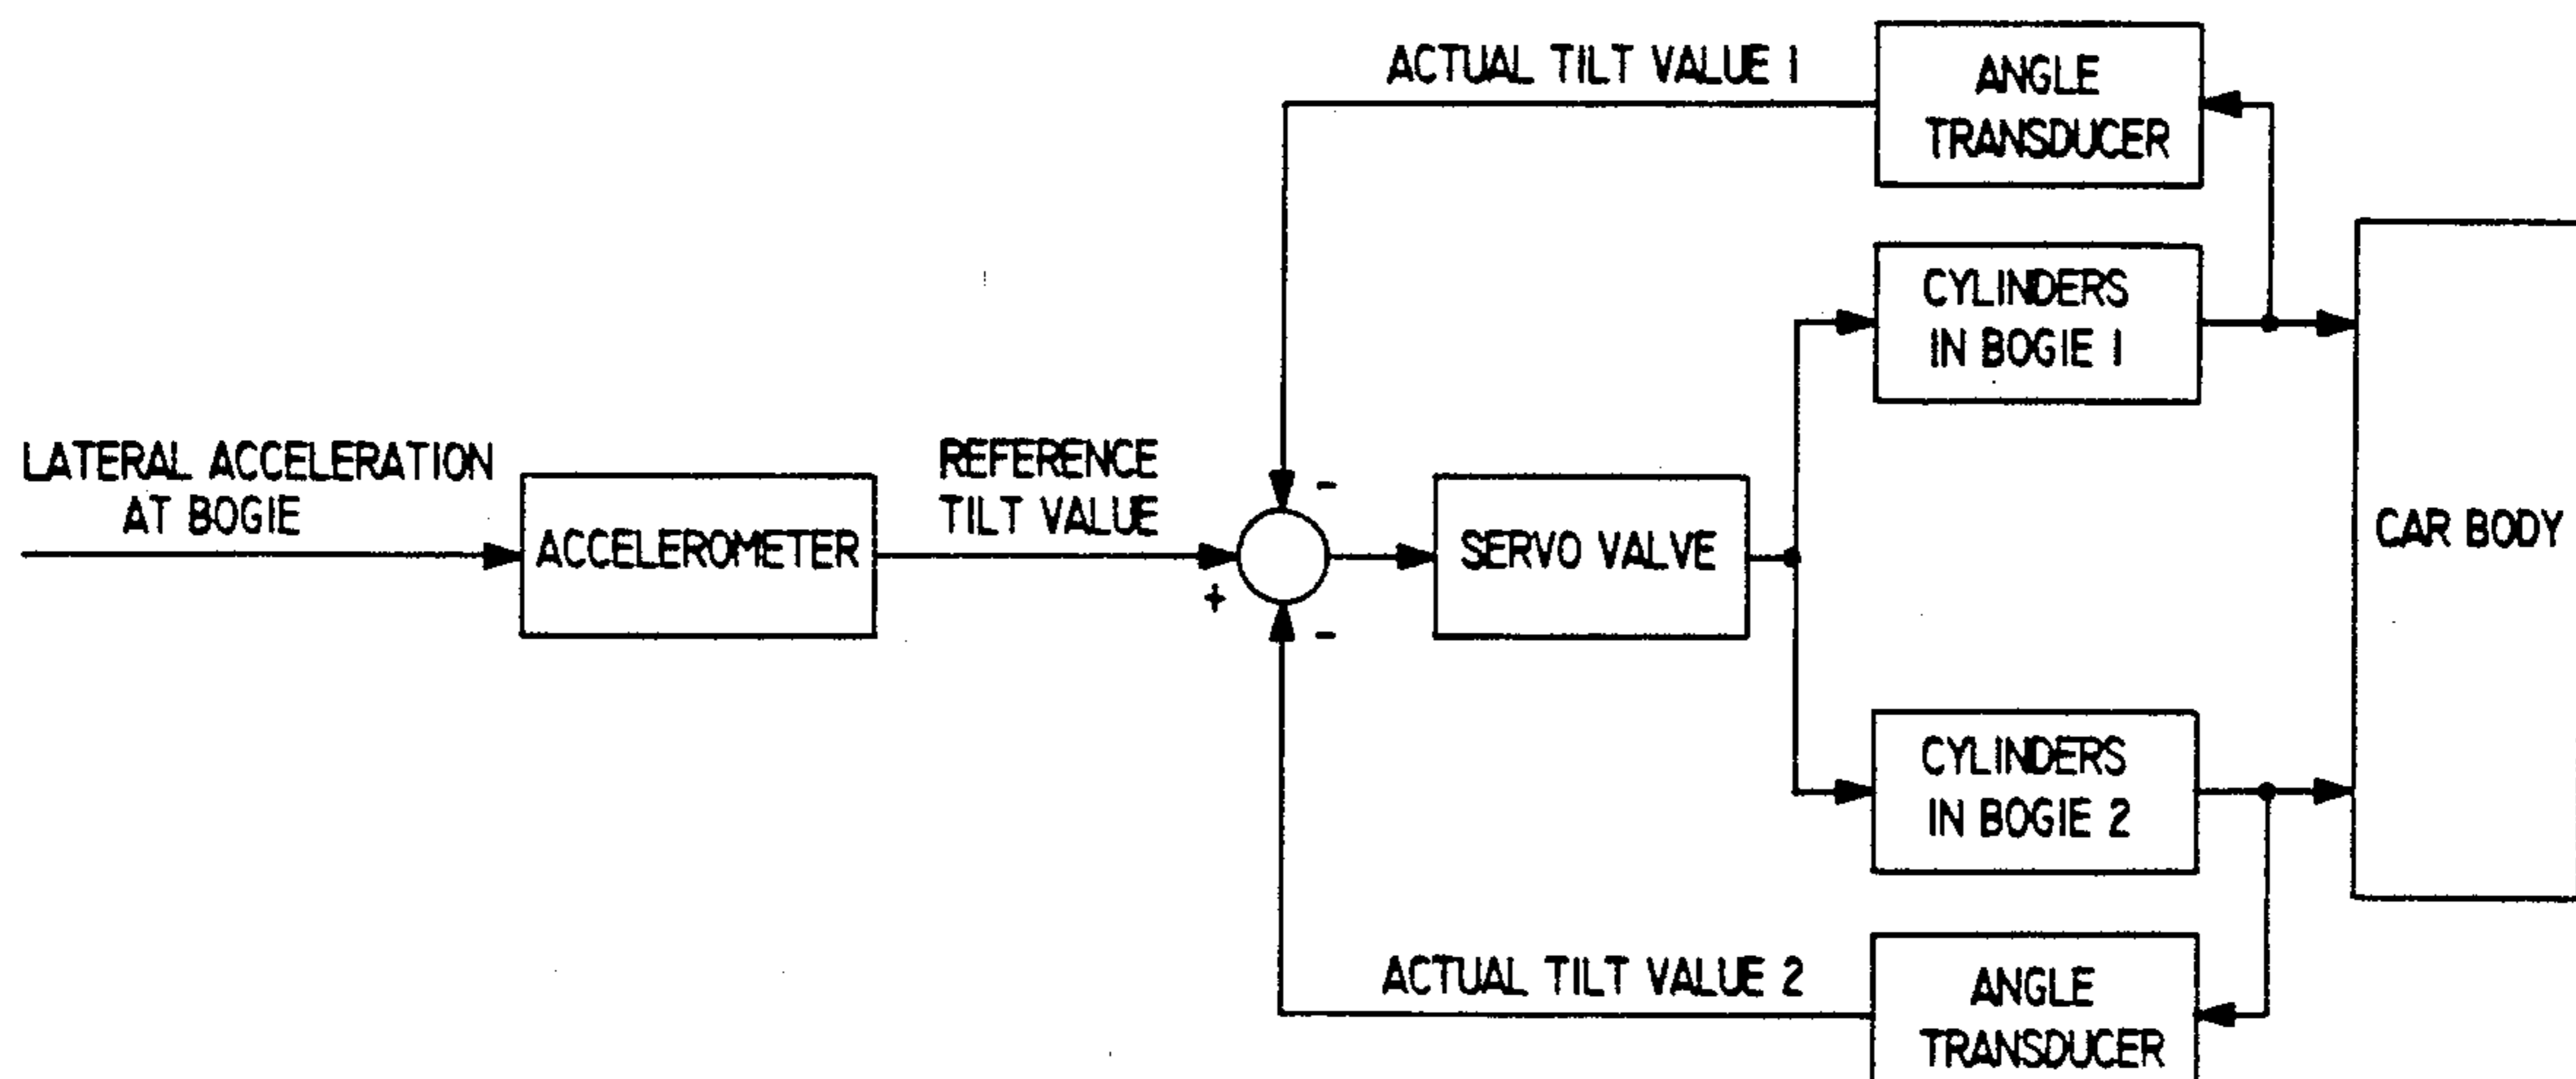 ACTUAL TILT VALUE 1
ANGLE
TRANSDUCER
CYLINDERS
IN BOGIE 1
LATERAL ACCELERATION
AT BOGIE
ACCELEROMETER
REFERENCE
TILT VALUE
-
+
-
SERVO VALVE
CAR BODY
CYLINDERS
IN BOGIE 2
ACTUAL TILT VALUE 2
ANGLE
TRANSDUCER